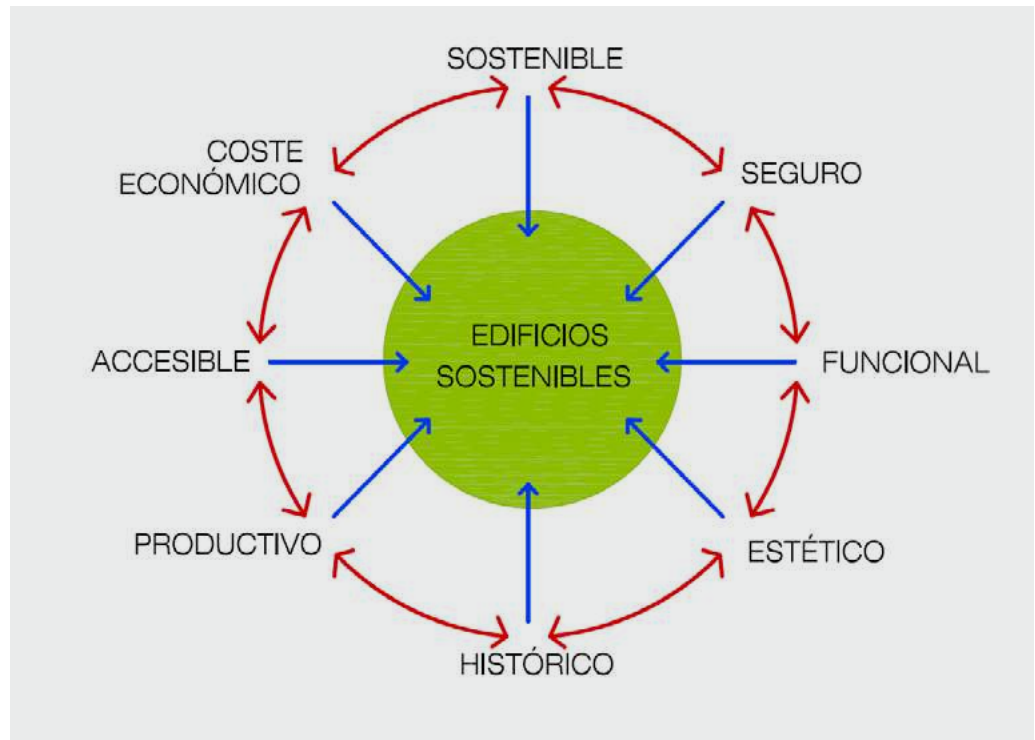 SOSTENIBLE
COSTE
ECONÓMICO
SEGURO
EDIFICIOS
SOSTENIBLES
ACCESIBLE
FUNCIONAL
PRODUCTIVO
ESTÉTICO
HISTÓRICO